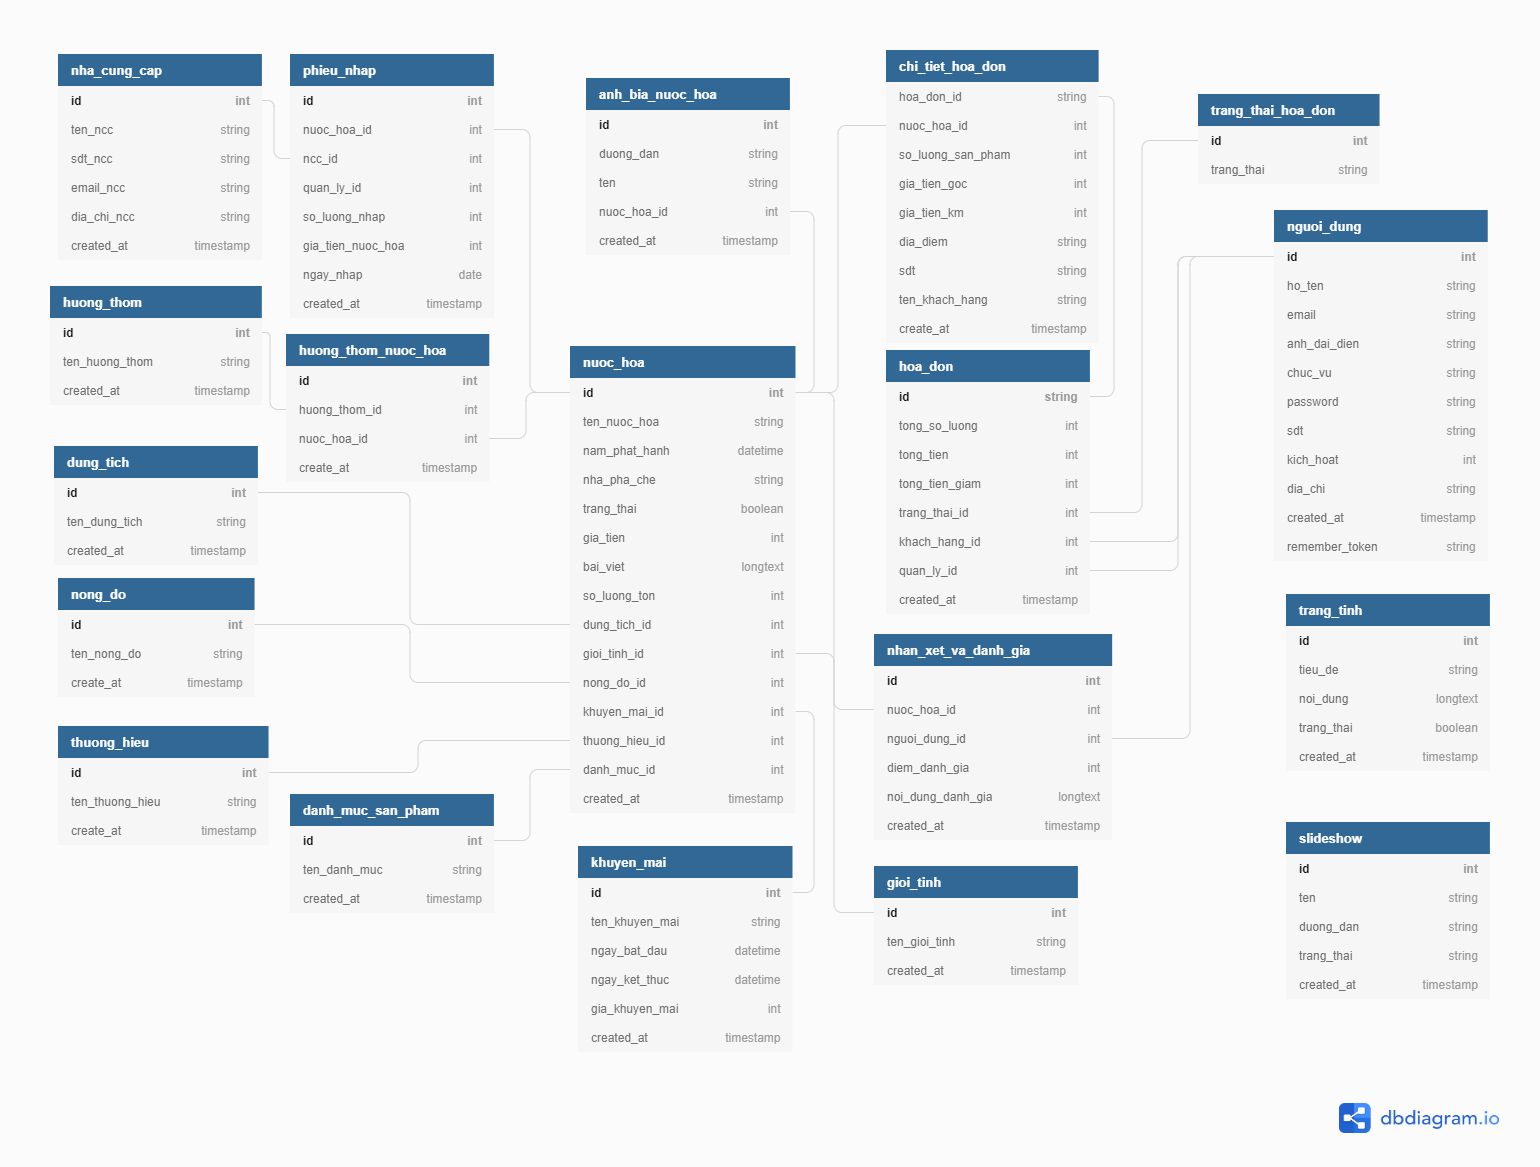 nha_cung_cap
id int
ten_ncc string
sdt_ncc string
email_ncc string
dia_chi_ncc string
created_at timestamp
phieu_nhap
id int
nuoc_hoa_id int
ncc_id int
quan_ly_id int
so_luong_nhap int
gia_tien_nuoc_hoa int
ngay_nhap date
created_at timestamp
anh_bia_nuoc_hoa
id int
duong_dan string
ten string
nuoc_hoa_id int
created_at timestamp
chi_tiet_hoa_don
hoa_don_id string
nuoc_hoa_id int
so_luong_san_pham int
gia_tien_goc int
gia_tien_km int
dia_diem string
sdt string
ten_khach_hang string
create_at timestamp
trang_thai_hoa_don
id int
trang_thai string
nguoi_dung
id int
ho_ten string
email string
anh_dai_dien string
chuc_vu string
password string
sdt string
kich_hoat int
dia_chi string
created_at timestamp
remember_token string
huong_thom
id int
ten_huong_thom string
created_at timestamp
huong_thom_nuoc_hoa
id int
huong_thom_id int
nuoc_hoa_id int
create_at timestamp
nuoc_hoa
id int
ten_nuoc_hoa string
nam_phat_hanh datetime
nha_pha_che string
trang_thai boolean
gia_tien int
bai_viet longtext
so_luong_ton int
dung_tich_id int
gioi_tinh_id int
nong_do_id int
khuyen_mai_id int
thuong_hieu_id int
danh_muc_id int
created_at timestamp
hoa_don
id string
tong_so_luong int
tong_tien int
tong_tien_giam int
trang_thai_id int
khach_hang_id int
quan_ly_id int
created_at timestamp
dung_tich
id int
ten_dung_tich string
created_at timestamp
nong_do
id int
ten_nong_do string
create_at timestamp
nhan_xet_va_danh_gia
id int
nuoc_hoa_id int
nguoi_dung_id int
diem_danh_gia int
noi_dung_danh_gia longtext
created_at timestamp
trang_tinh
id int
tieu_de string
noi_dung longtext
trang_thai boolean
created_at timestamp
thuong_hieu
id int
ten_thuong_hieu string
create_at timestamp
danh_muc_san_pham
id int
ten_danh_muc string
created_at timestamp
khuyen_mai
id int
ten_khuyen_mai string
ngay_bat_dau datetime
ngay_ket_thuc datetime
gia_khuyen_mai int
created_at timestamp
gioi_tinh
id int
ten_gioi_tinh string
created_at timestamp
slideshow
id int
ten string
duong_dan string
trang_thai string
created_at timestamp
dbdiagram.io